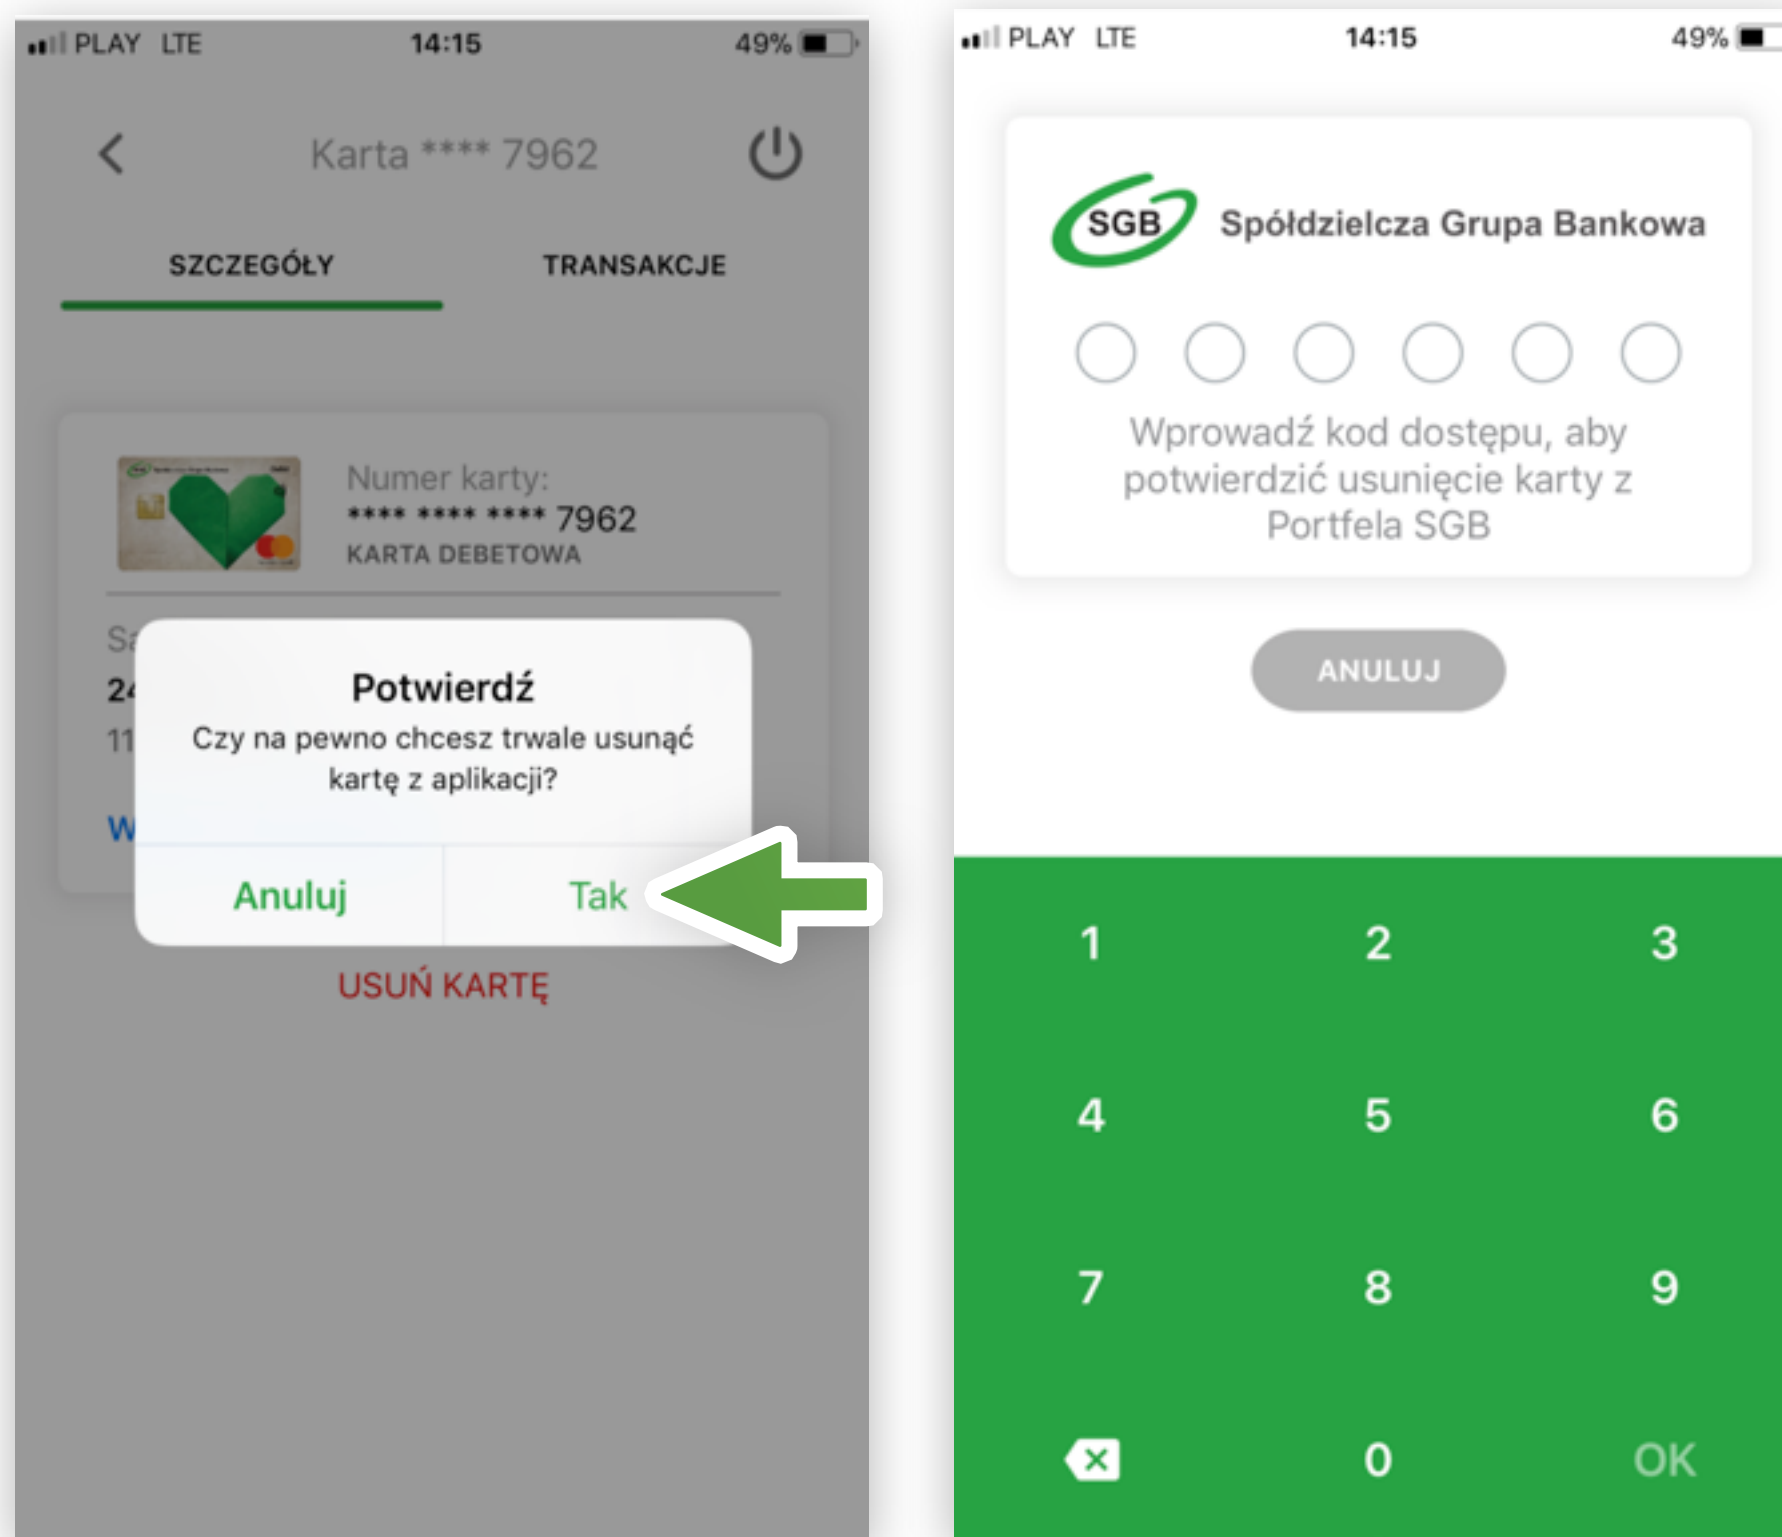 PLAY LTE 14:15 49%
Karta **** 7962
SZCZEGÓŁY TRANSAKCJE
Numer karty:
**** **** **** 7962
KARTA DEBETOWA
Sa
24
11
W
Potwierdź
Czy na pewno chcesz trwale usunąć
kartę z aplikacji?
Anuluj Tak
USUŃ KARTĘ
PLAY LTE 14:15 49%
SGB Spółdzielcza Grupa Bankowa
Wprowadź kod dostępu, aby
potwierdzić usunięcie karty z
Portfela SGB
ANULUJ
1 2 3
4 5 6
7 8 9
0 OK